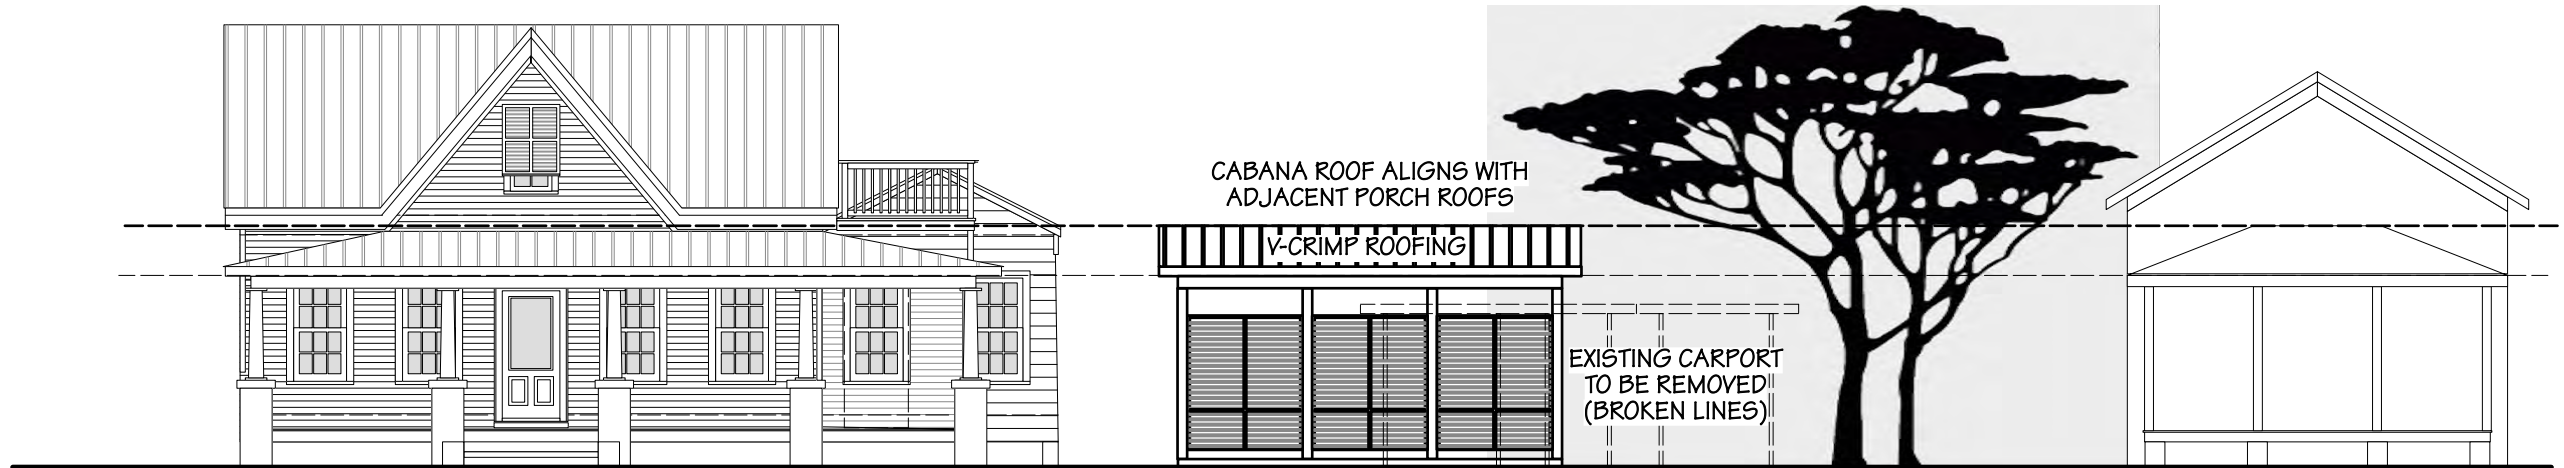 CABANA ROOF ALIGNS WITH
ADJACENT PORCH ROOFS
V-CRIMP ROOFING
EXISTING CARPORT
TO BE REMOVED
(BROKEN LINES)